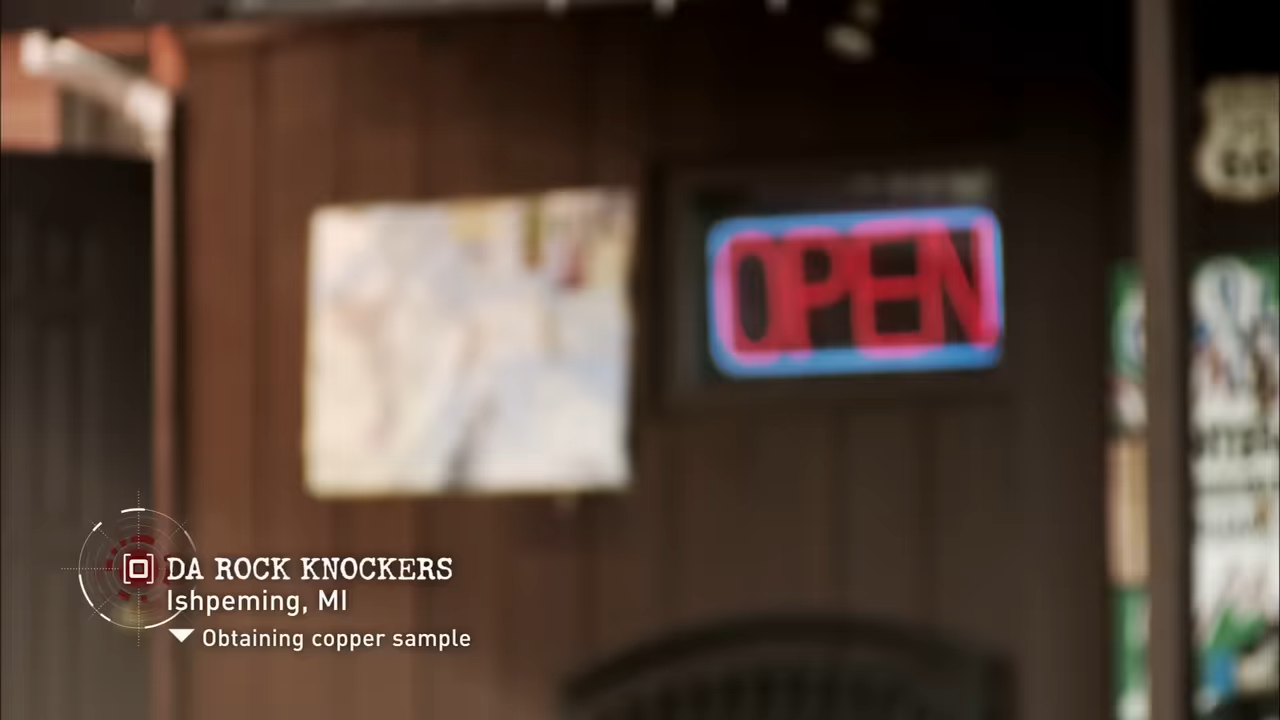 OPEN
DA ROCK KNOCKERS
Ishpeming, MI
Obtaining copper sample